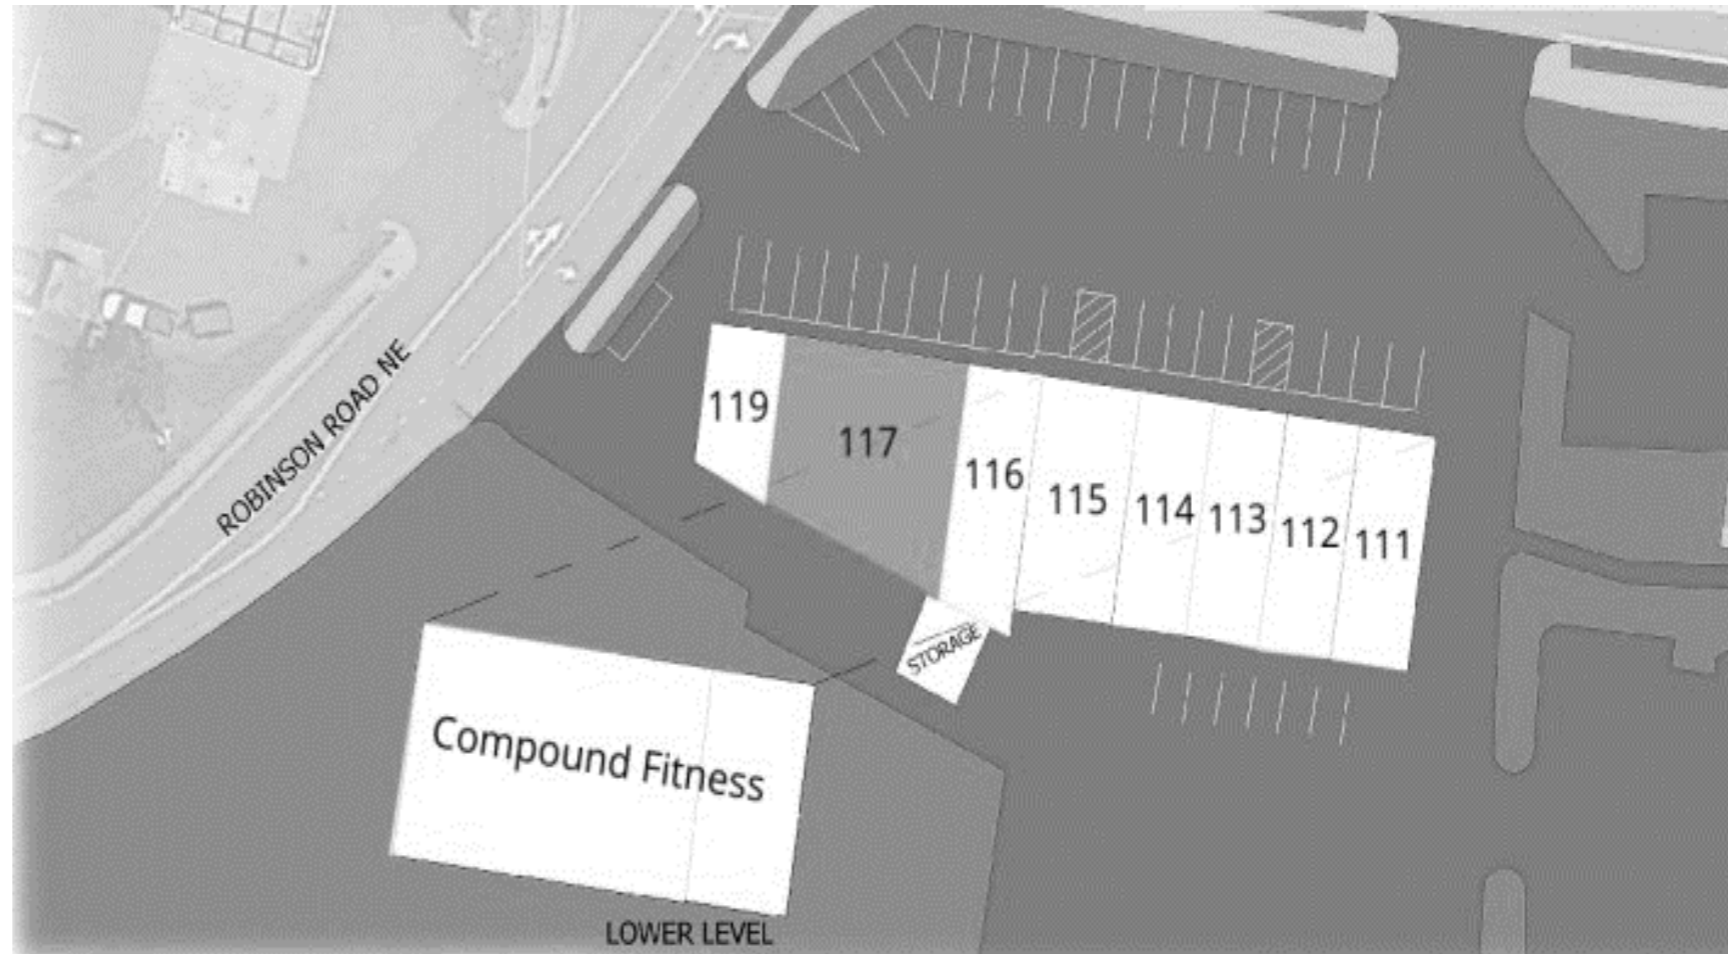 ROBINSON ROAD NE
119
117
116
115
114
113
112
111
STORAGE
Compound Fitness
LOWER LEVEL